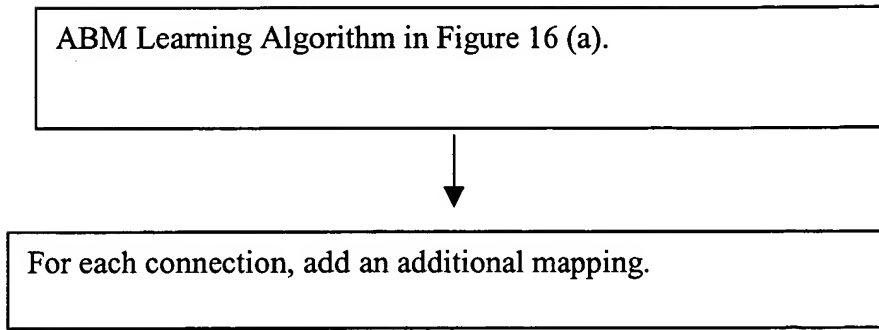 ABM Learning Algorithm in Figure 16 (a).
For each connection, add an additional mapping.